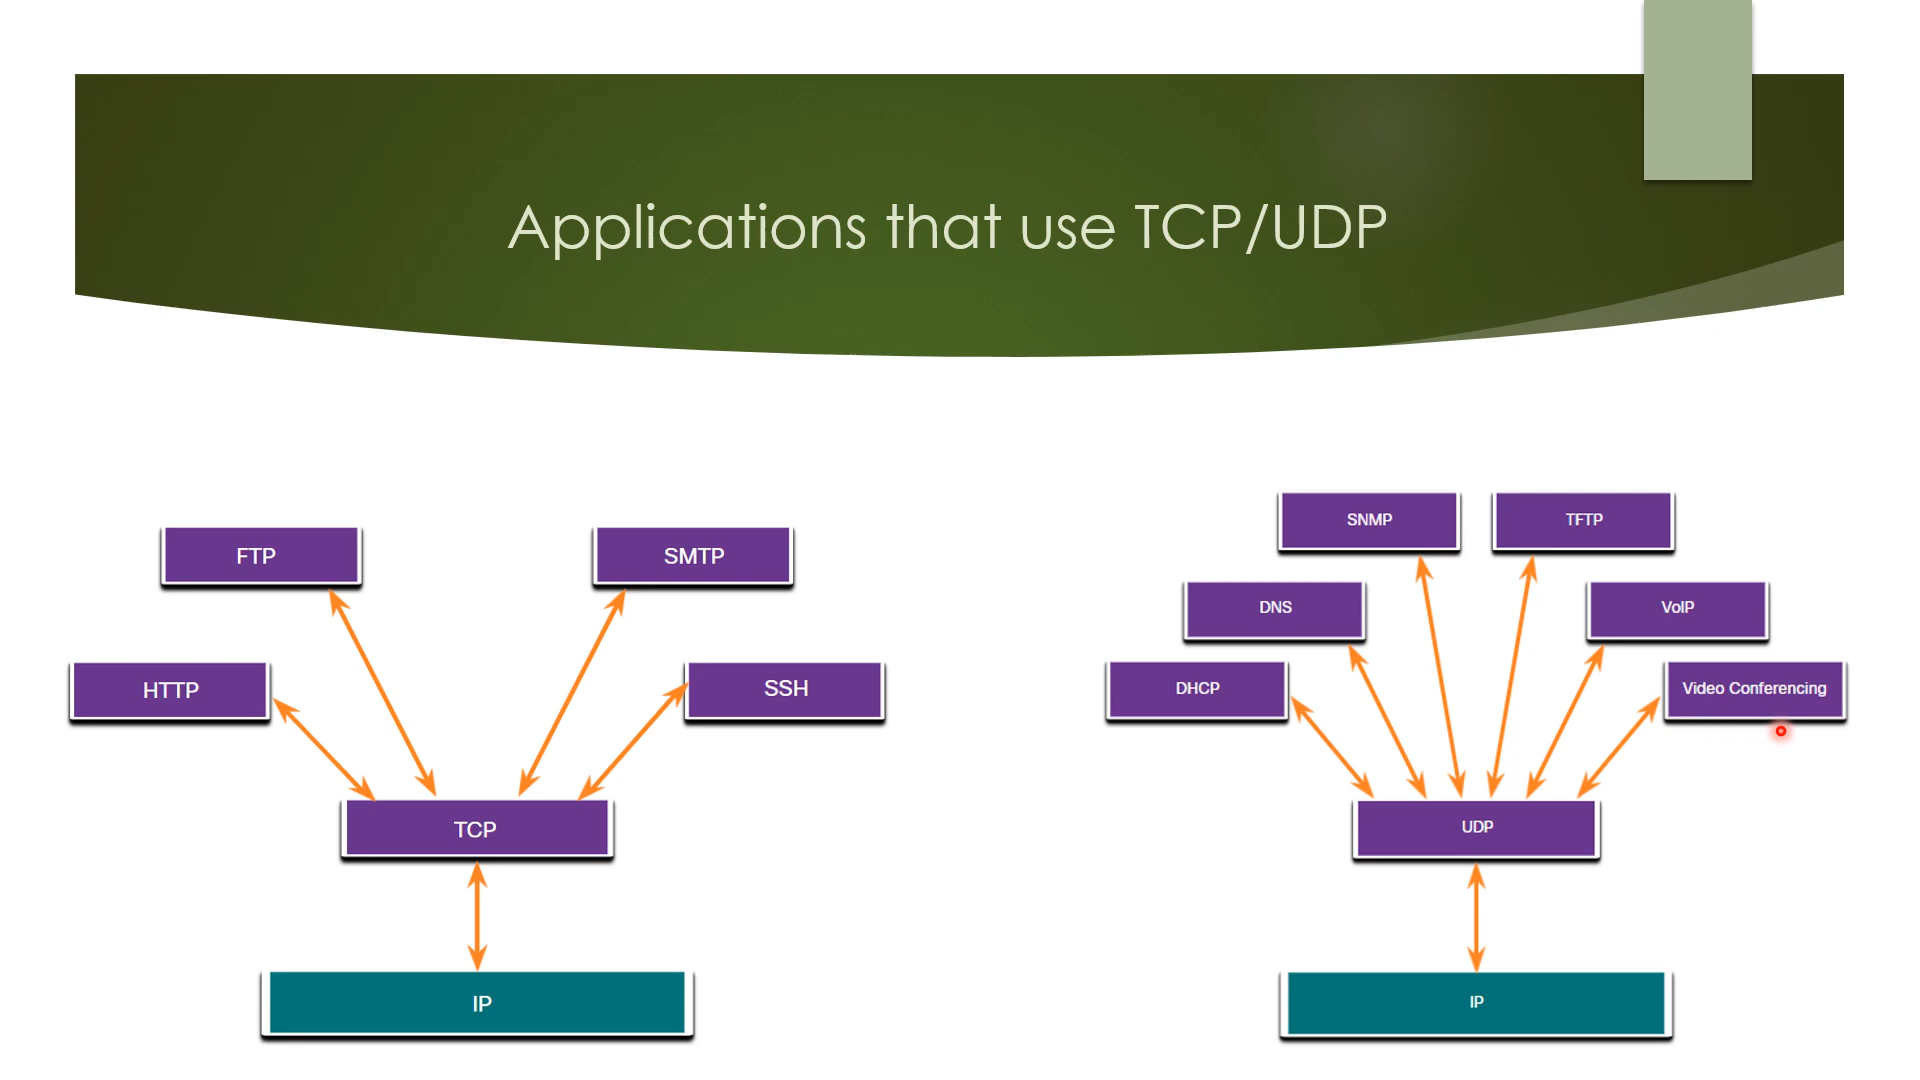 Applications that use TCP/UDP
FTP
SMTP
HTTP
SSH
TCP
IP
SNMP
TFTP
DNS
VoIP
DHCP
Video Conferencing
UDP
IP